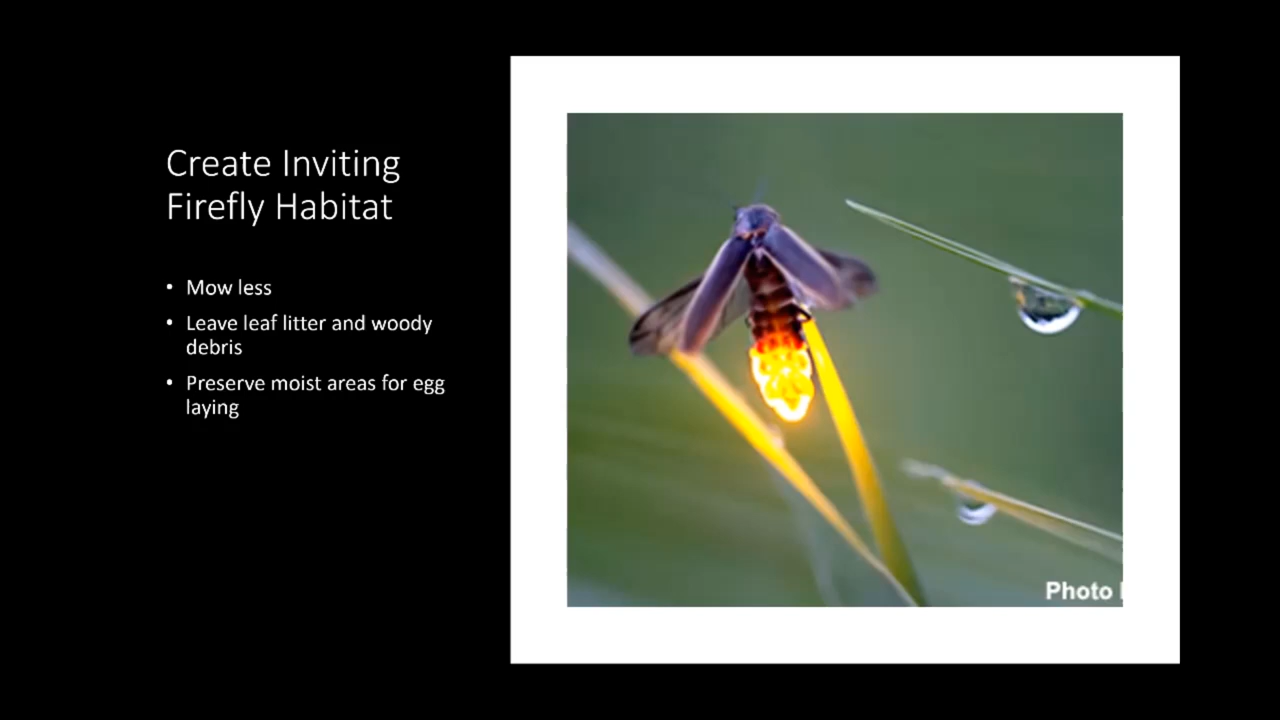 Create Inviting
Firefly Habitat
• Mow less
• Leave leaf litter and woody
debris
• Preserve moist areas for egg
laying
Photo